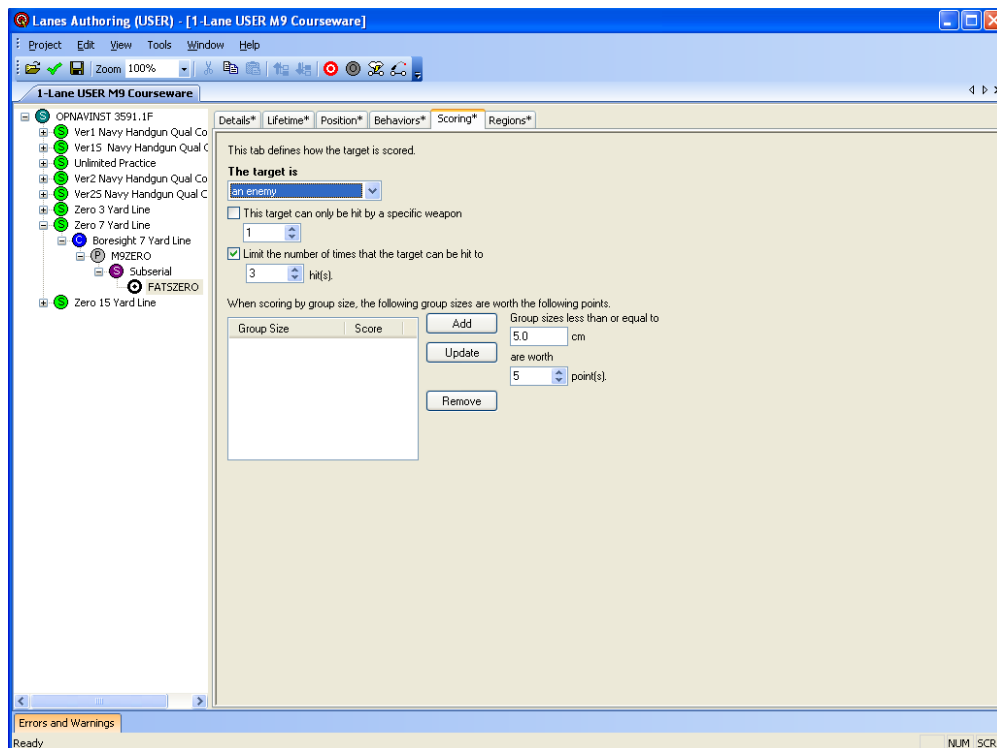 Lanes Authoring (USER) - [1-Lane USER M9 Courseware]
Project Edit View Tools Window Help
Zoom 100%
1-Lane USER M9 Courseware
OPNAVINST 3591.1F
Ver1 Navy Handgun Qual Co
Ver1S Navy Handgun Qual C
Unlimited Practice
Ver2 Navy Handgun Qual Co
Ver2S Navy Handgun Qual C
Zero 3 Yard Line
Zero 7 Yard Line
C Boresight 7 Yard Line
P M9ZERO
S Subserial
FATSZERO
Zero 15 Yard Line
Details* Lifetime* Position* Behaviors* Scoring* Regions*
This tab defines how the target is scored.
The target is
an enemy
This target can only be hit by a specific weapon
1
Limit the number of times that the target can be hit to
3 hit(s).
When scoring by group size, the following group sizes are worth the following points.
Group Size Score
Add
Update
Remove
Group sizes less than or equal to
5.0 cm
are worth
5 point(s).
Errors and Warnings
Ready NUM SCR